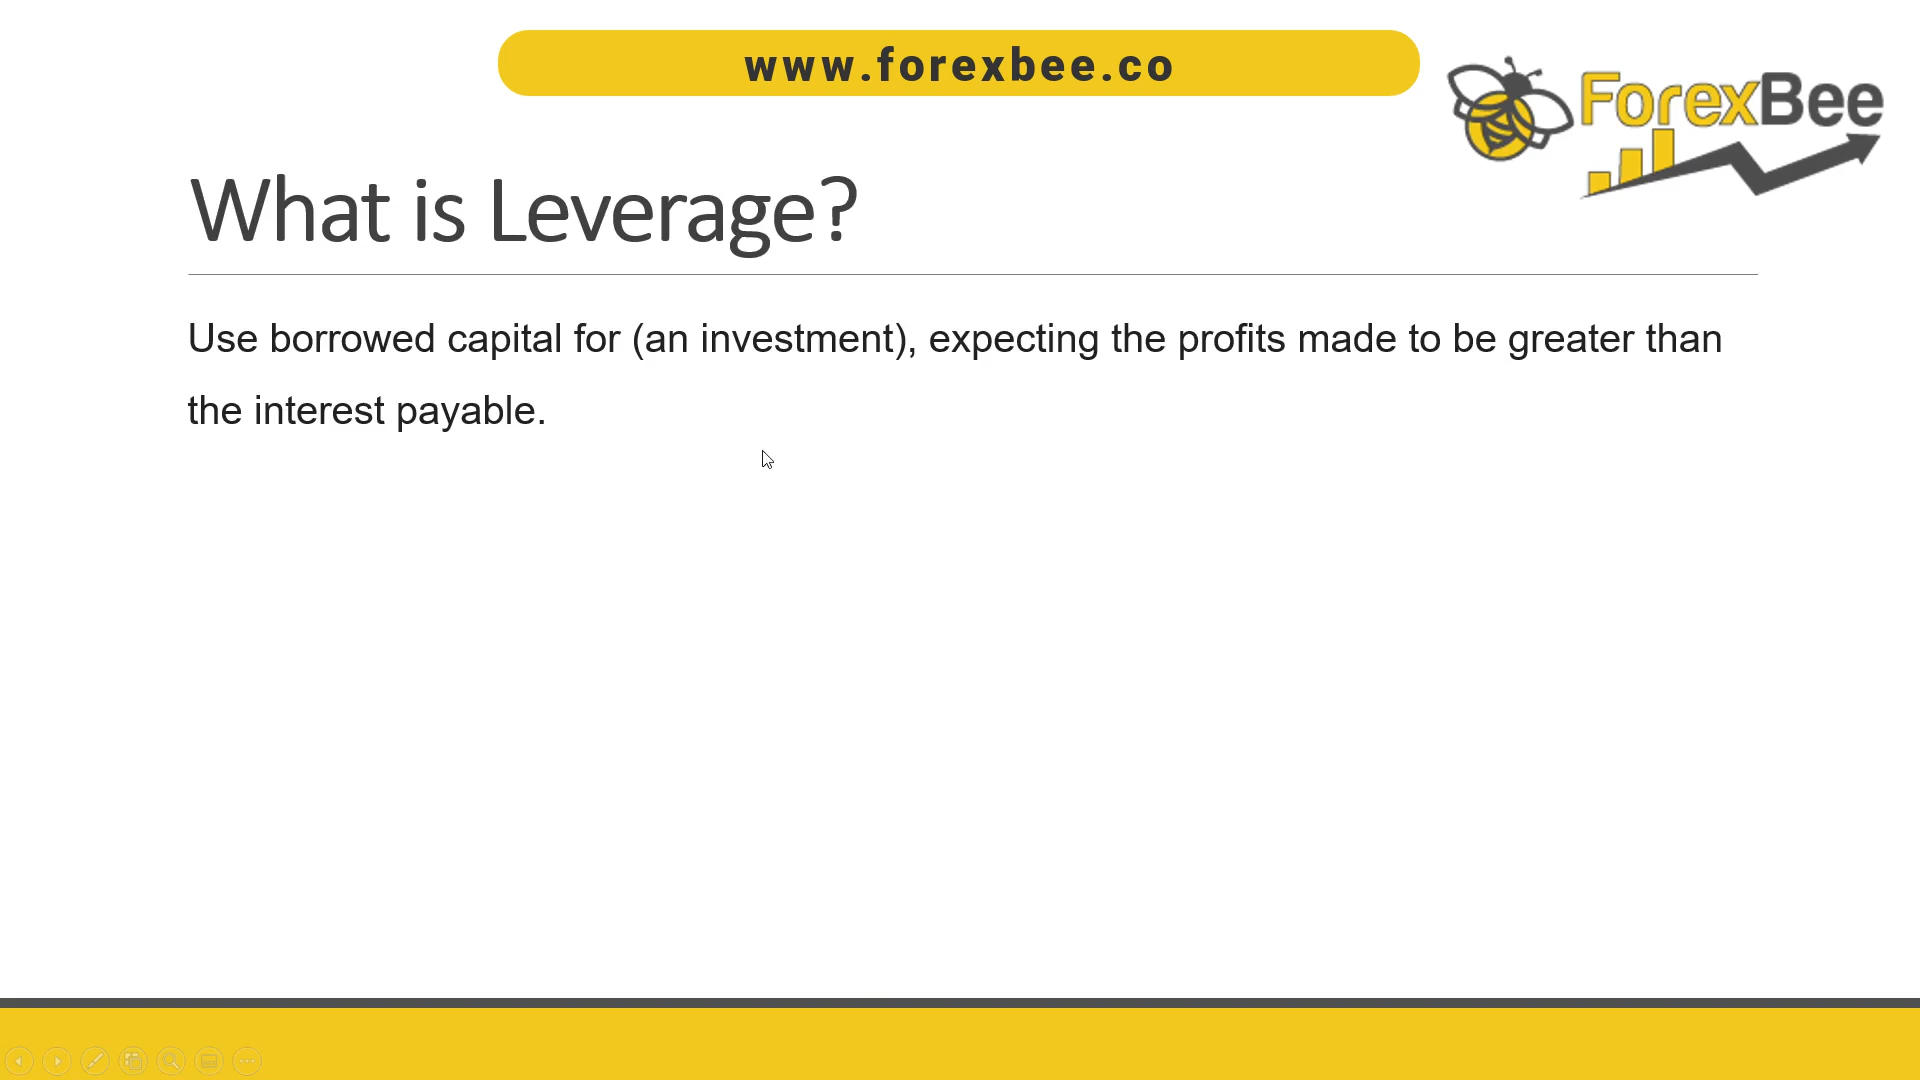 www.forexbee.co
ForexBee
What is Leverage?
Use borrowed capital for (an investment), expecting the profits made to be greater than
the interest payable.